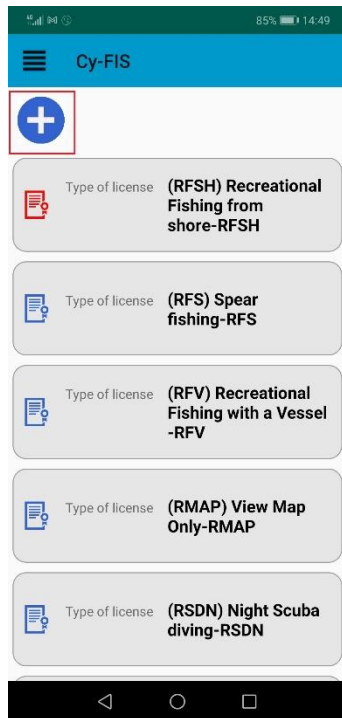 85% 14:49
Cy-FIS
Type of license (RFSH) Recreational
Fishing from
shore-RFSH
Type of license (RFS) Spear
fishing-RFS
Type of license (RFV) Recreational
Fishing with a Vessel
-RFV
Type of license (RMAP) View Map
Only-RMAP
Type of license (RSDN) Night Scuba
diving-RSDN